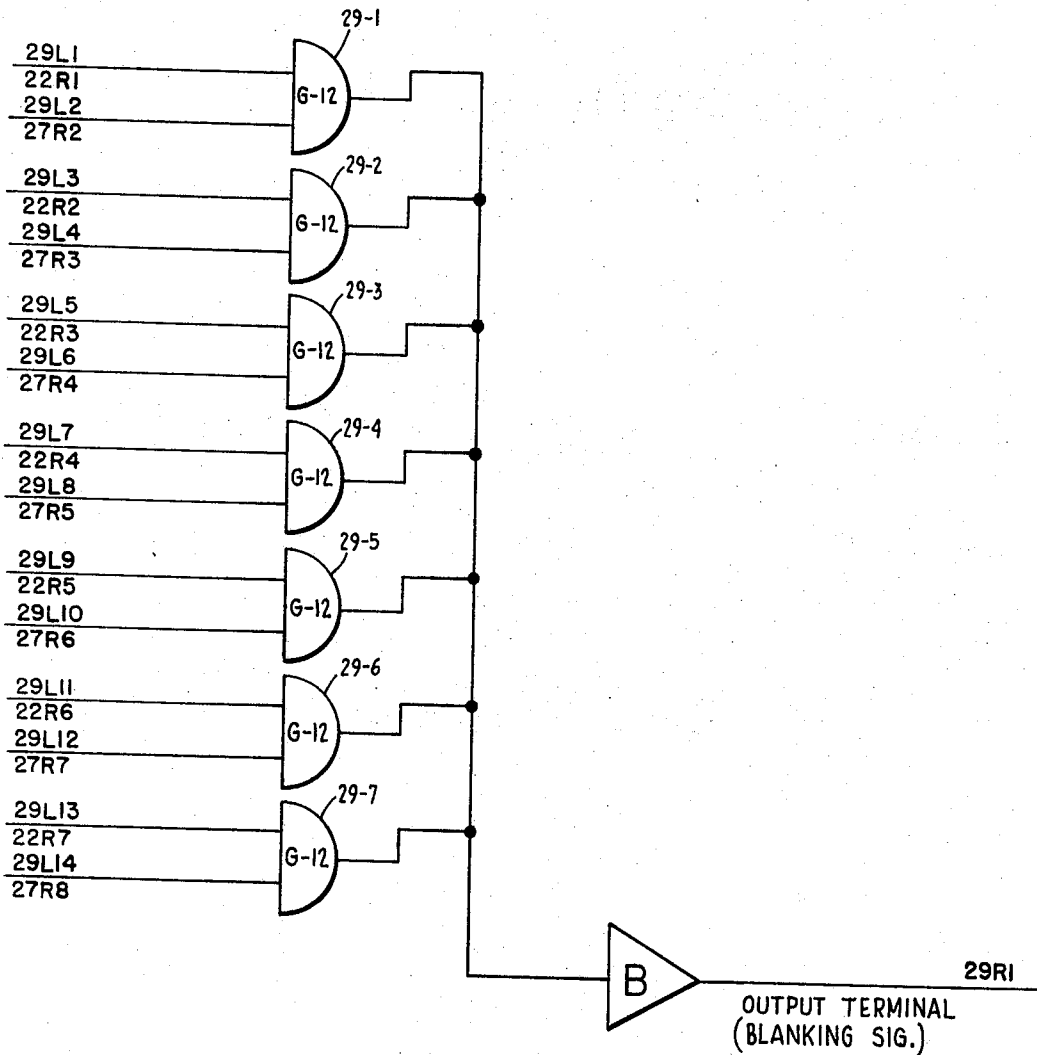 29-1
29L1
22R1
29L2
27R2
G-12
29-2
29L3
22R2
29L4
27R3
G-12
29-3
29L5
22R3
29L6
27R4
G-12
29-4
29L7
22R4
29L8
27R5
G-12
29-5
29L9
22R5
29L10
27R6
G-12
29-6
29L11
22R6
29L12
27R7
G-12
29-7
29L13
22R7
29L14
27R8
G-12
B
29R1
OUTPUT TERMINAL
(BLANKING SIG.)